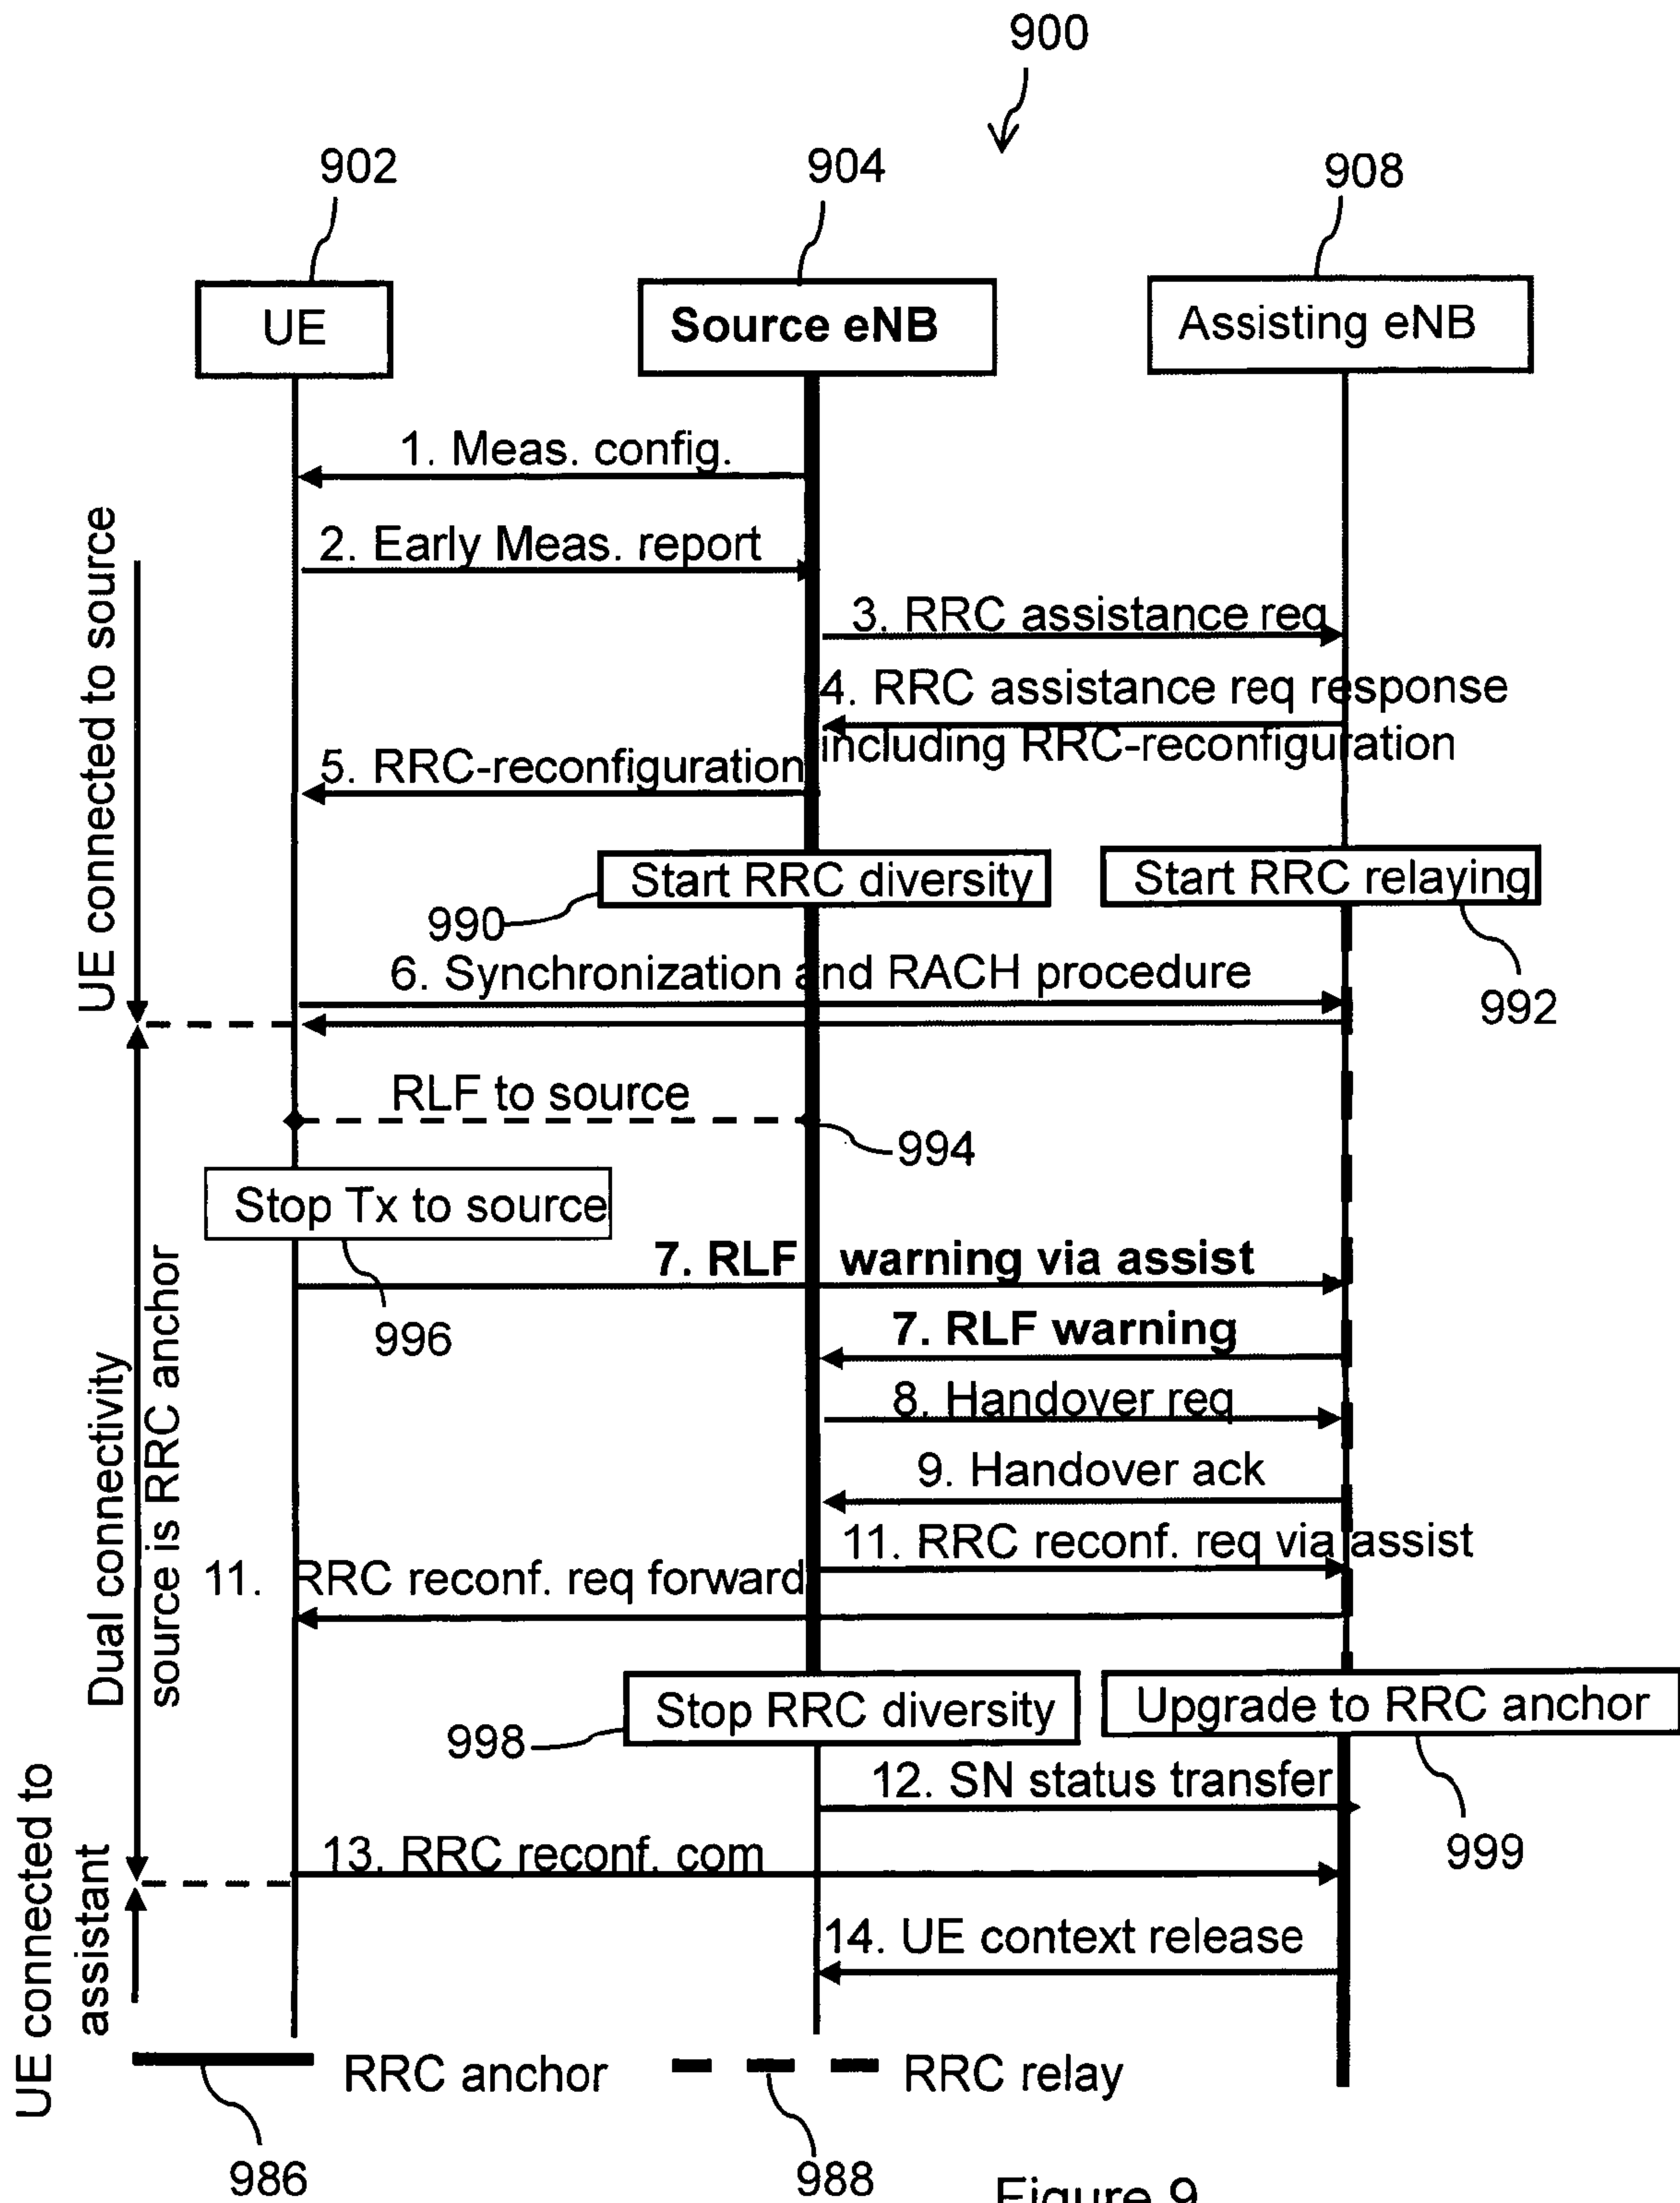 900
902
904
908
UE
Source eNB
Assisting eNB
1. Meas. config.
2. Early Meas. report
3. RRC assistance req
4. RRC assistance req response
including RRC-reconfiguration
5. RRC-reconfiguration
Start RRC diversity
Start RRC relaying
990
992
6. Synchronization and RACH procedure
UE connected to source
RLF to source
994
Stop Tx to source
996
7. RLF warning via assist
7. RLF warning
8. Handover req
9. Handover ack
11. RRC reconf. req via assist
11. RRC reconf. req forward
Dual connectivity
source is RRC anchor
Stop RRC diversity
Upgrade to RRC anchor
998
999
12. SN status transfer
13. RRC reconf. com
14. UE context release
UE connected to
assistant
RRC anchor
RRC relay
986
988
Figure 9